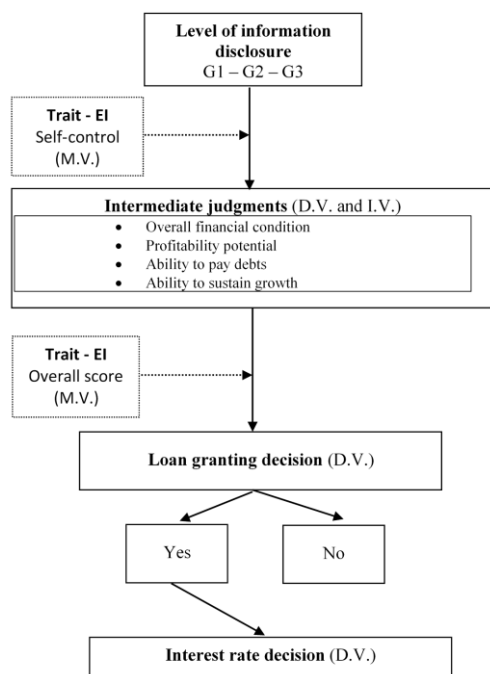 Level of information
disclosure
G1 – G2 – G3
Trait - EI
Self-control
(M.V.)
Intermediate judgments (D.V. and I.V.)
• Overall financial condition
• Profitability potential
• Ability to pay debts
• Ability to sustain growth
Trait - EI
Overall score
(M.V.)
Loan granting decision (D.V.)
Yes
No
Interest rate decision (D.V.)